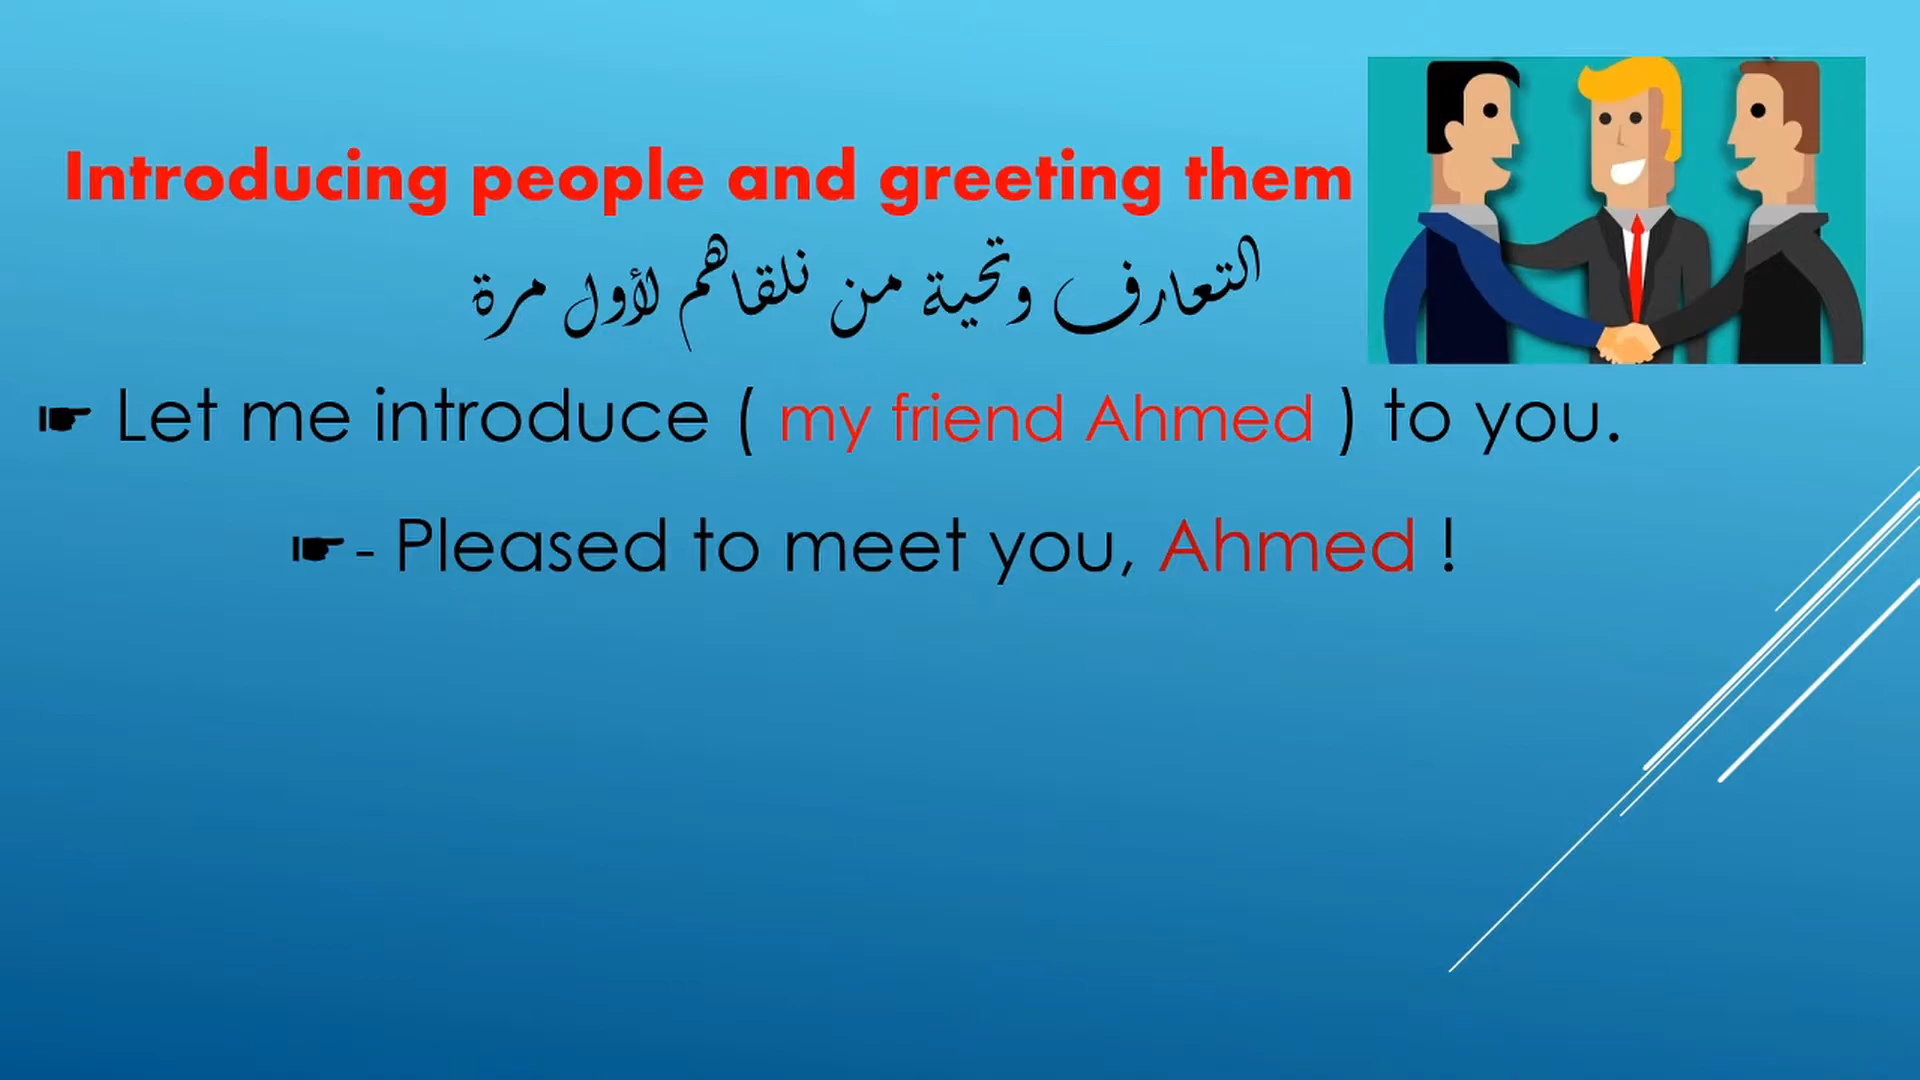 Introducing people and greeting them
التعارف وتحية من نلقاهم لأول مرة
☛ Let me introduce ( my friend Ahmed ) to you.
☛- Pleased to meet you, Ahmed !